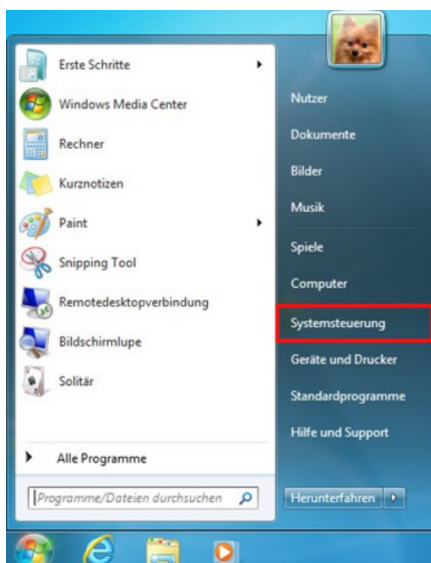 Erste Schritte
Windows Media Center
Rechner
Kurznotizen
Paint
Snipping Tool
Remotedesktopverbindung
Bildschirmlupe
Solitär
Alle Programme
Programme/Dateien durchsuchen
Nutzer
Dokumente
Bilder
Musik
Spiele
Computer
Systemsteuerung
Geräte und Drucker
Standardprogramme
Hilfe und Support
Herunterfahren